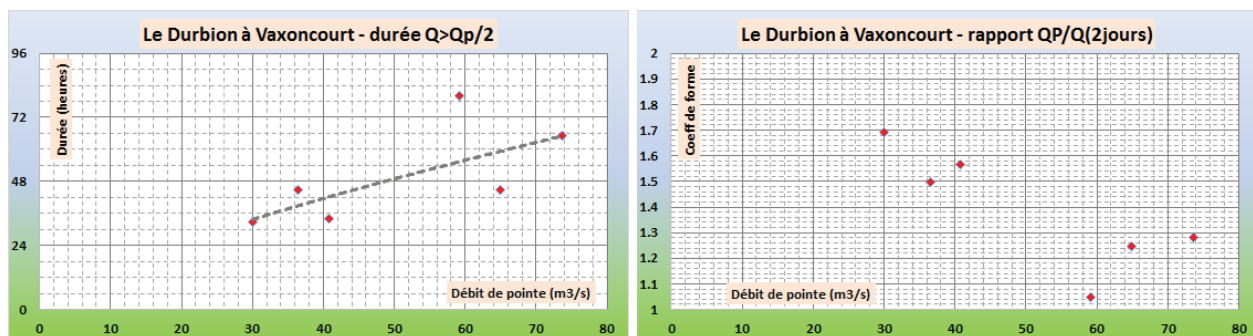 Le Durbion à Vaxoncourt - durée Q>Qp/2
96
72
48
24
0
Durée (heures)
Débit de pointe (m3/s)
0 10 20 30 40 50 60 70 80
Le Durbion à Vaxoncourt - rapport QP/Q(2jours)
2
1.9
1.8
1.7
1.6
1.5
1.4
1.3
1.2
1.1
1
Coeff de forme
Débit de pointe (m3/s)
0 10 20 30 40 50 60 70 80